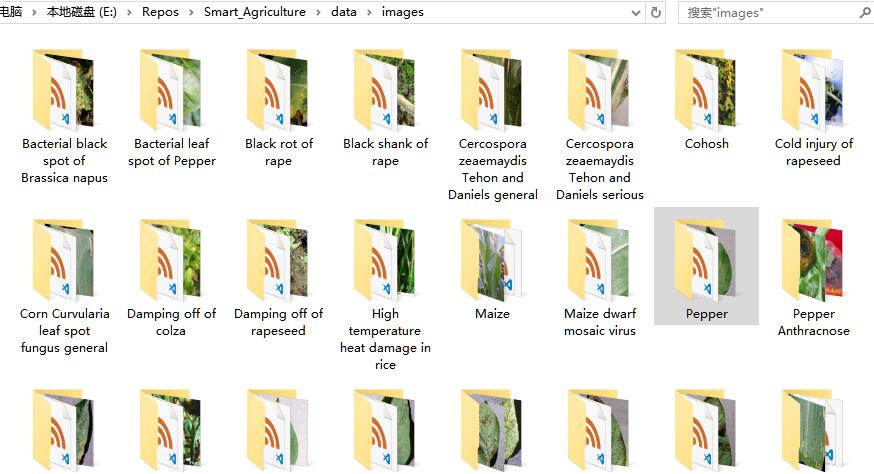 电脑 › 本地磁盘 (E:) › Repos › Smart_Agriculture › data › images
搜索"images"
Bacterial black
spot of
Brassica napus
Bacterial leaf
spot of Pepper
Black rot of
rape
Black shank of
rape
Cercospora
zeaemaydis
Tehon and
Daniels general
Cercospora
zeaemaydis
Tehon and
Daniels serious
Cohosh
Cold injury of
rapeseed
Corn Curvularia
leaf spot
fungus general
Damping off of
colza
Damping off of
rapeseed
High
temperature
heat damage in
rice
Maize
Maize dwarf
mosaic virus
Pepper
Pepper
Anthracnose